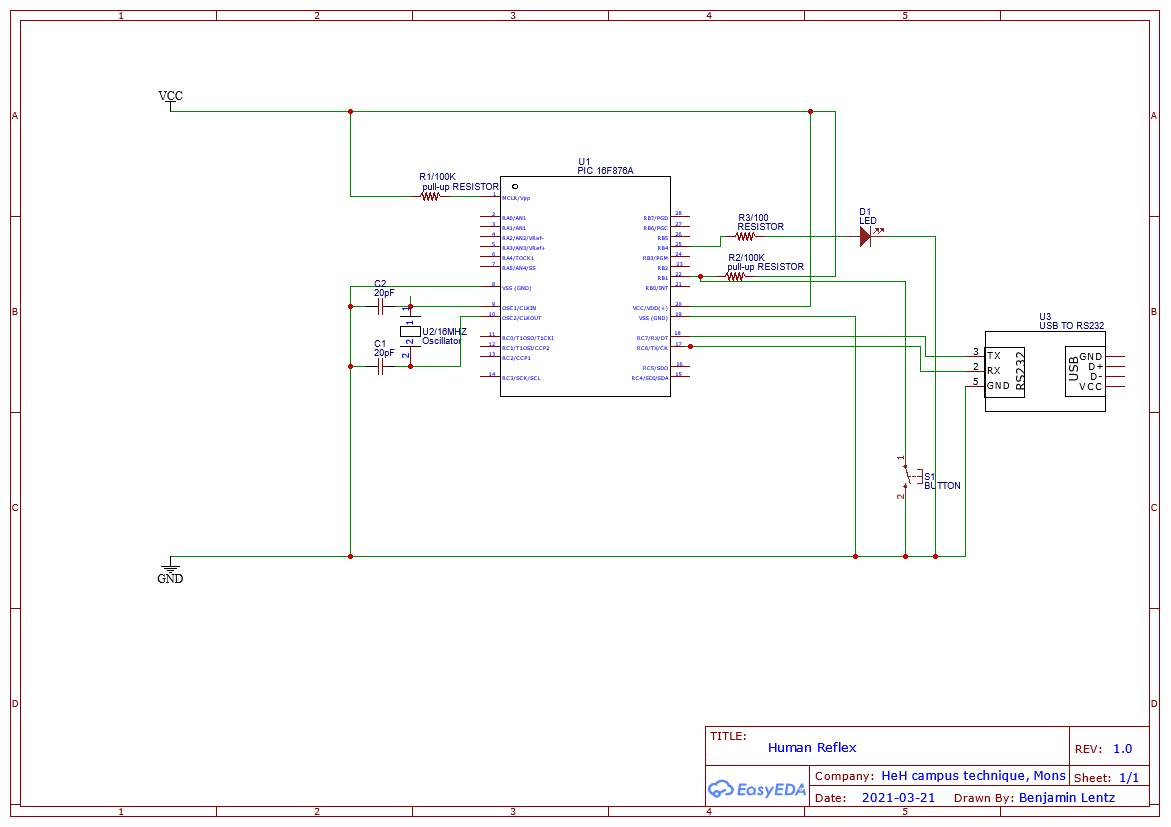 1 2 3 4 5
A A
B B
C C
D D
1 2 3 4 5
VCC
GND
U1
PIC 16F876A
R1/100K
pull-up RESISTOR
1 MCLR/Vpp
2 RA0/AN1
3 RA1/AN1
4 RA2/AN2/VRef-
5 RA3/AN3/VRef+
6 RA4/TOCK1
7 RA5/AN4/SS
8 VSS (GND)
9 OSC1/CLKIN
10 OSC2/CLKOUT
11 RC0/T1OSO/T1CKI
12 RC1/T1OSI/CCP2
13 RC2/CCP1
14 RC3/SCK/SCL
RB7/PGD 28
RB6/PGC 27
RB5 26
RB4 25
RB3/PGM 24
RB2 23
RB1 22
RB0/INT 21
VCC/VDD(+) 20
VSS (GND) 19
RC7/RX/DT 18
RC6/TX/CK 17
RC5/SDO 16
RC4/SDI/SDA 15
C2
20pF
1
1
U2/16MHZ
Oscillator
2
2
C1
20pF
R3/100
RESISTOR
D1
LED
R2/100K
pull-up RESISTOR
U3
USB TO RS232
3 TX
2 RX
5 GND
RS232
USB
GND
D+
D-
VCC
1
S1
BUTTON
2
TITLE:
Human Reflex
REV: 1.0
EasyEDA
Company: HeH campus technique, Mons
Sheet: 1/1
Date: 2021-03-21 Drawn By: Benjamin Lentz